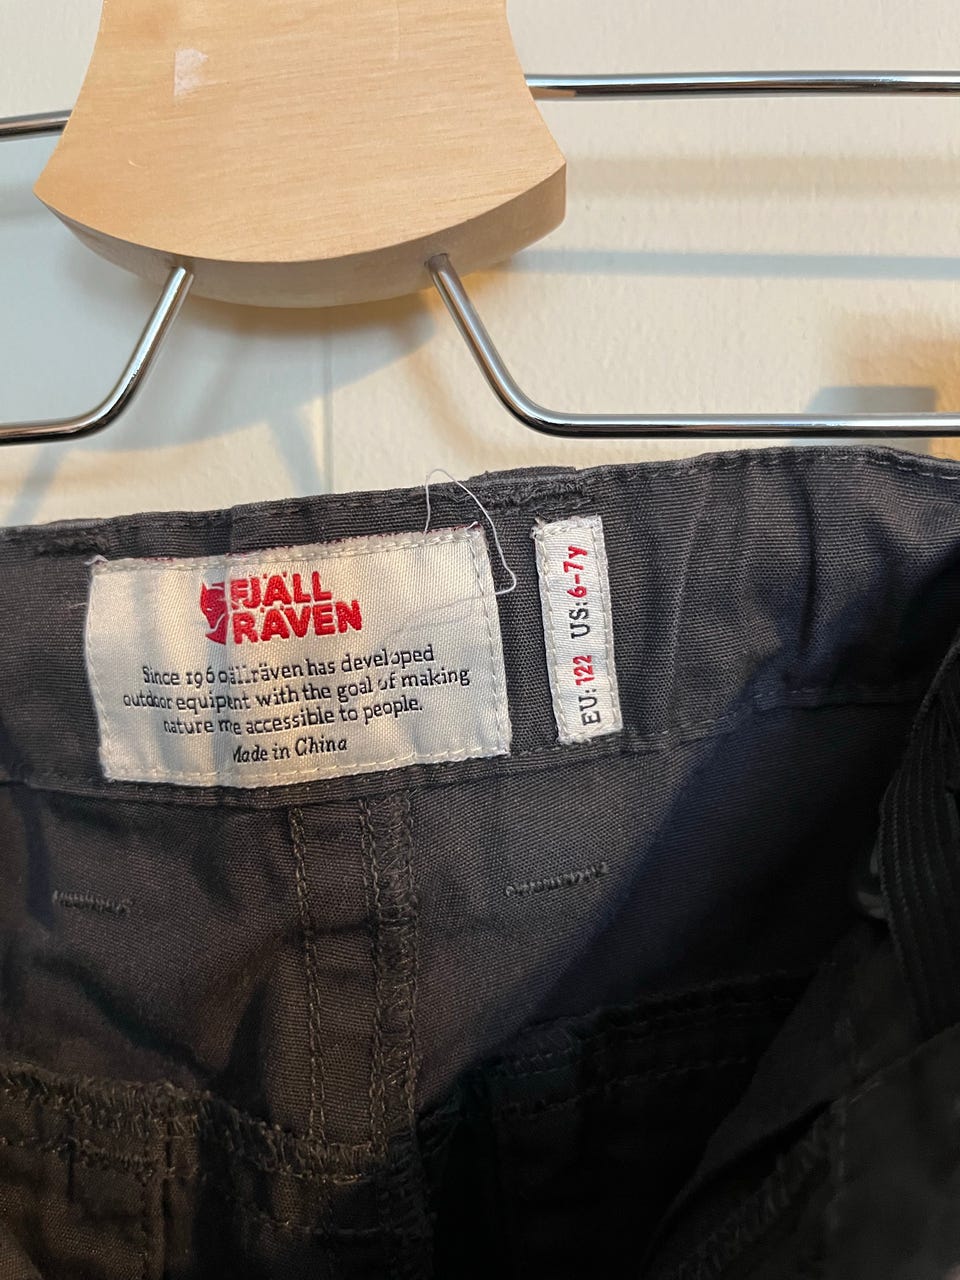 FJÄLL
RÄVEN
Since 1960 Fjällräven has developed
outdoor equipment with the goal of making
nature more accessible to people.
Made in China
EU: 122 US: 6-7y